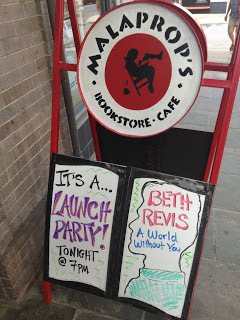 MALAPROP'S
BOOKSTORE · CAFE
IT'S A...
LAUNCH
PARTY!
TONIGHT
@ 7PM
BETH
REVIS
A World
Without You